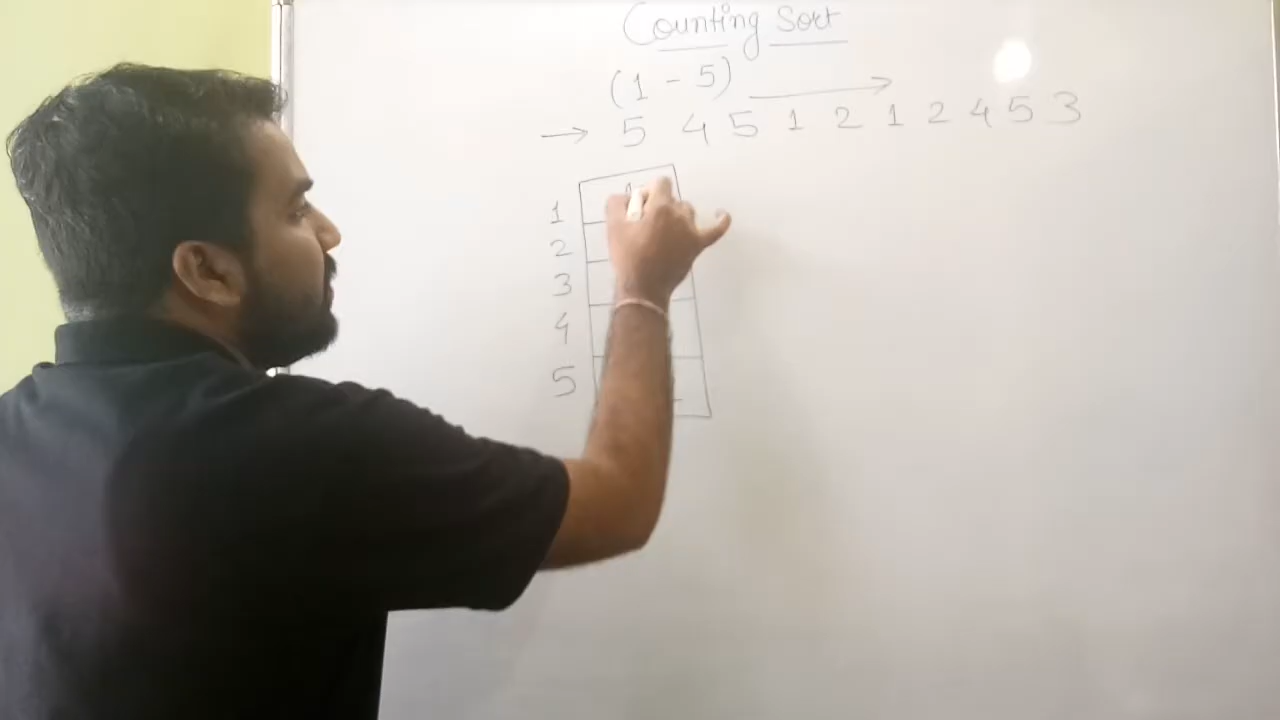 Counting Sort
(1 - 5)
→ 5 4 5 1 2 1 2 4 5 3
1
2
3
4
5